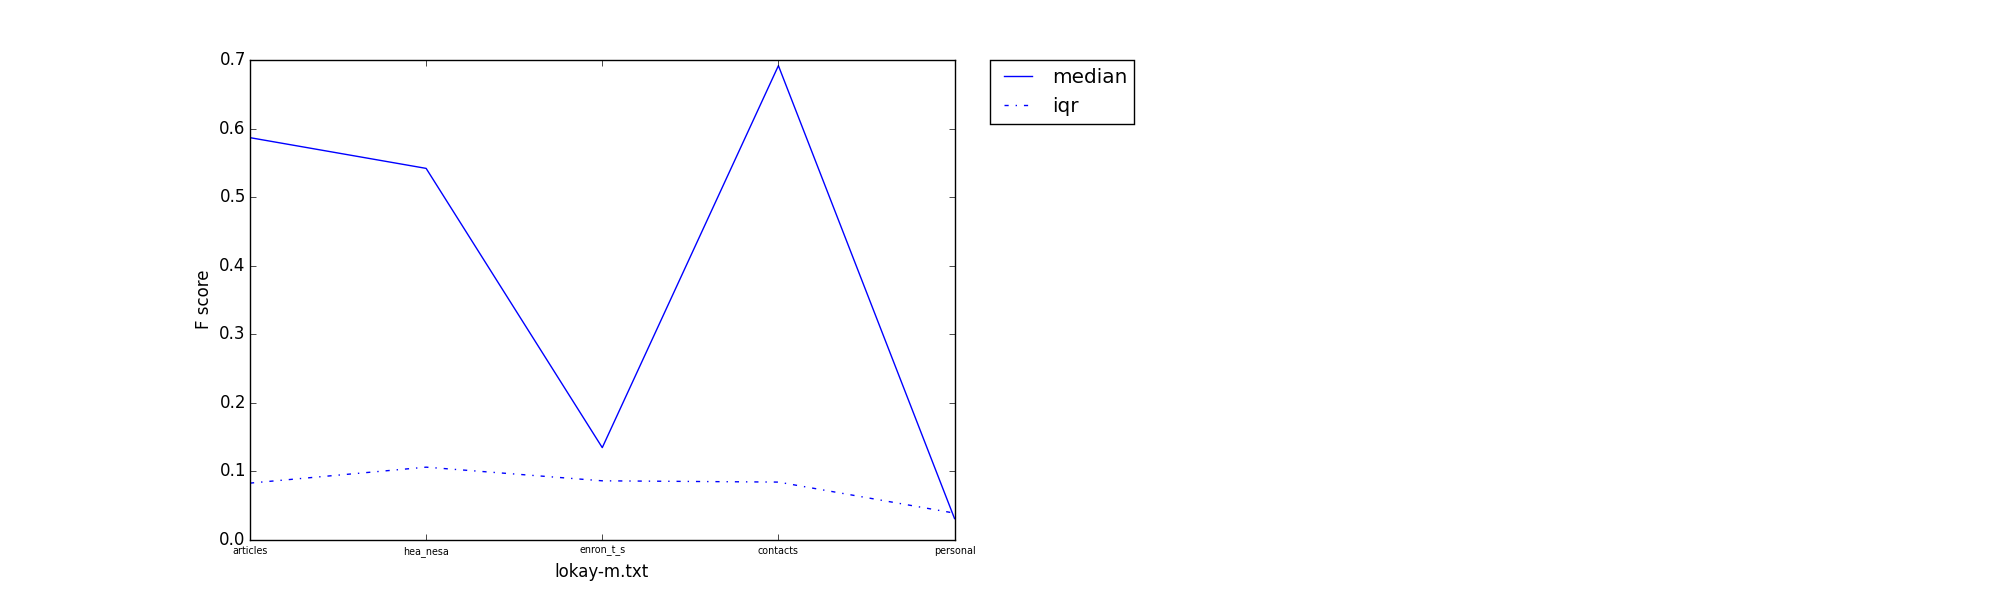 0.7
0.6
0.5
0.4
0.3
0.2
0.1
0.0
F score
articles hea_nesa enron_t_s contacts personal
lokay-m.txt
median
iqr